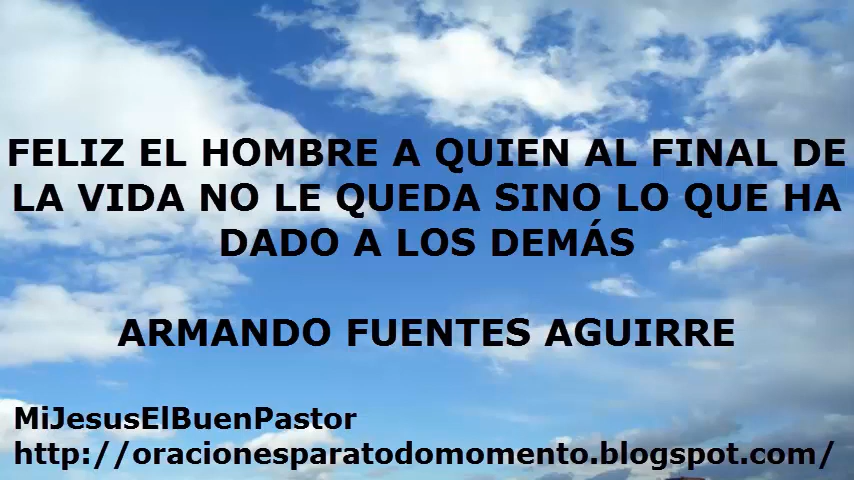 FELIZ EL HOMBRE A QUIEN AL FINAL DE
LA VIDA NO LE QUEDA SINO LO QUE HA
DADO A LOS DEMÁS
ARMANDO FUENTES AGUIRRE
MiJesusElBuenPastor
http://oracionesparatodomomento.blogspot.com/